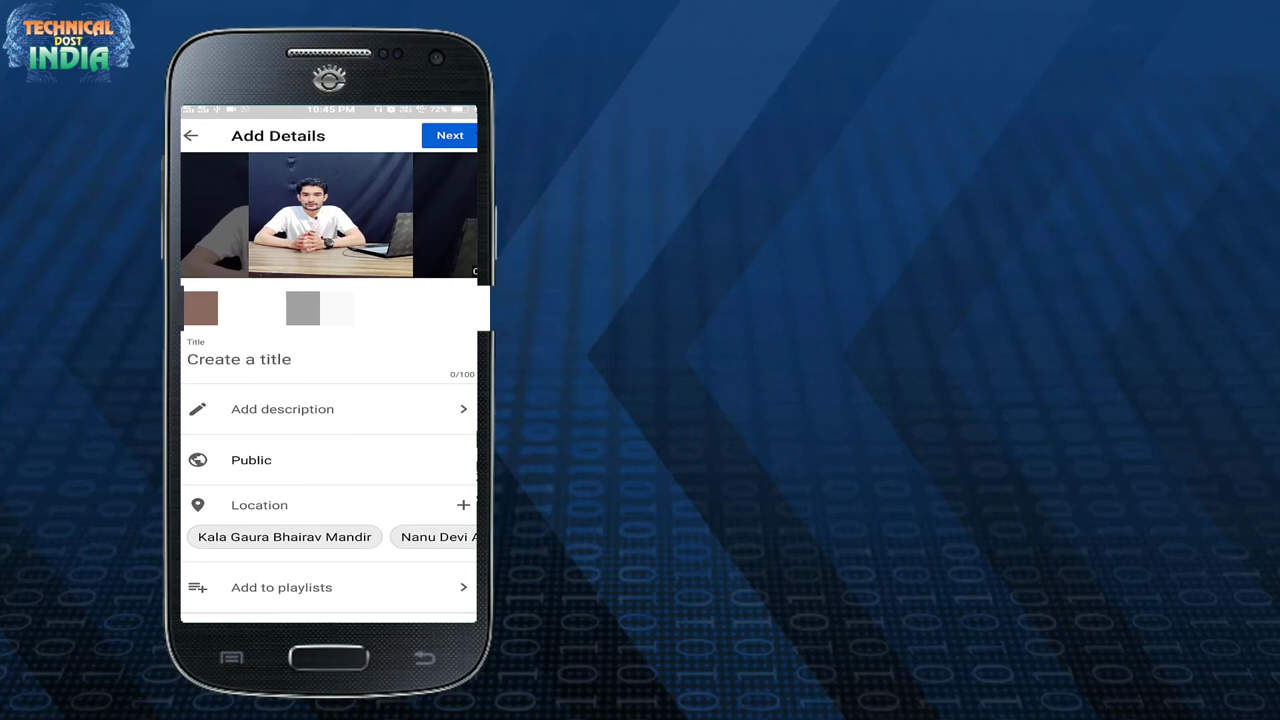 TECHNICAL
DOST
INDIA
10:45 PM
72%
Add Details
Next
Title
Create a title
0/100
Add description
Public
Location
Kala Gaura Bhairav Mandir
Nanu Devi A
Add to playlists